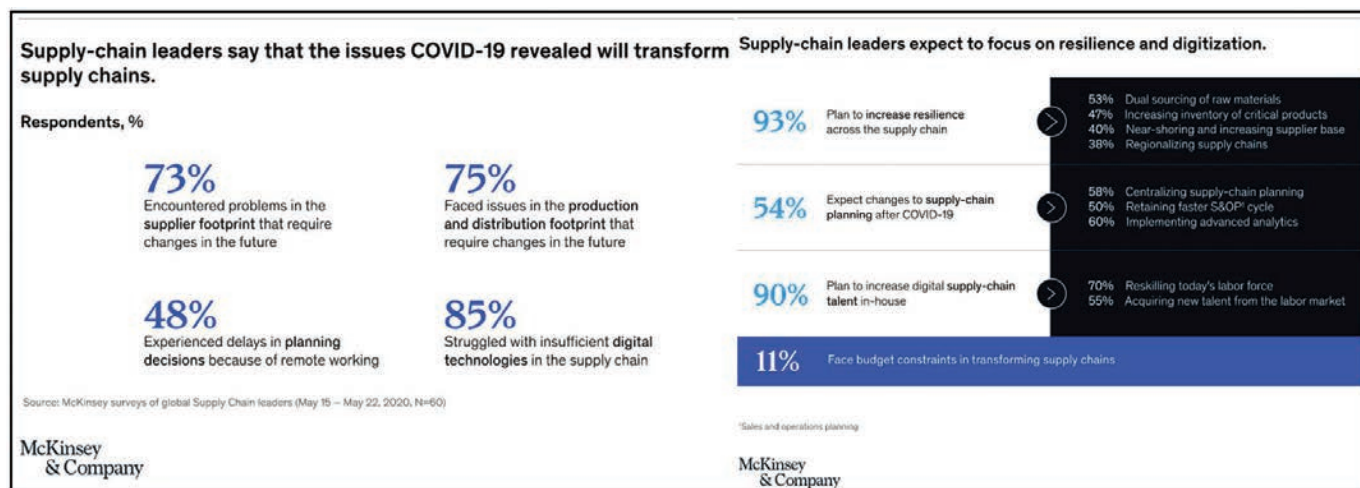 Supply-chain leaders say that the issues COVID-19 revealed will transform
supply chains.
Respondents, %
73%
Encountered problems in the
supplier footprint that require
changes in the future
75%
Faced issues in the production
and distribution footprint that
require changes in the future
48%
Experienced delays in planning
decisions because of remote working
85%
Struggled with insufficient digital
technologies in the supply chain
Source: McKinsey surveys of global Supply Chain leaders (May 15 – May 22, 2020, N=60)
McKinsey
& Company
Supply-chain leaders expect to focus on resilience and digitization.
93%
Plan to increase resilience
across the supply chain
53% Dual sourcing of raw materials
47% Increasing inventory of critical products
40% Near-shoring and increasing supplier base
38% Regionalizing supply chains
54%
Expect changes to supply-chain
planning after COVID-19
58% Centralizing supply-chain planning
50% Retaining faster S&OP¹ cycle
60% Implementing advanced analytics
90%
Plan to increase digital supply-chain
talent in-house
70% Reskilling today's labor force
55% Acquiring new talent from the labor market
11% Face budget constraints in transforming supply chains
¹Sales and operations planning
McKinsey
& Company